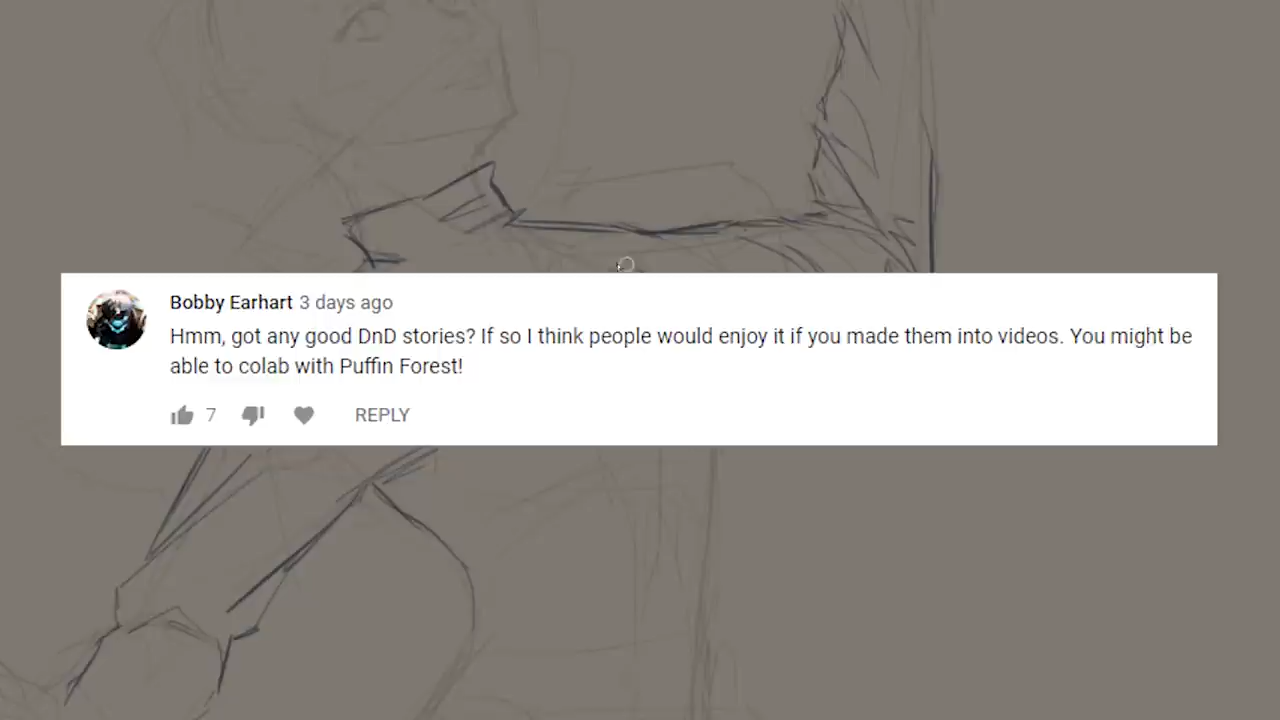 Bobby Earhart 3 days ago
Hmm, got any good DnD stories? If so I think people would enjoy it if you made them into videos. You might be
able to colab with Puffin Forest!
7 REPLY